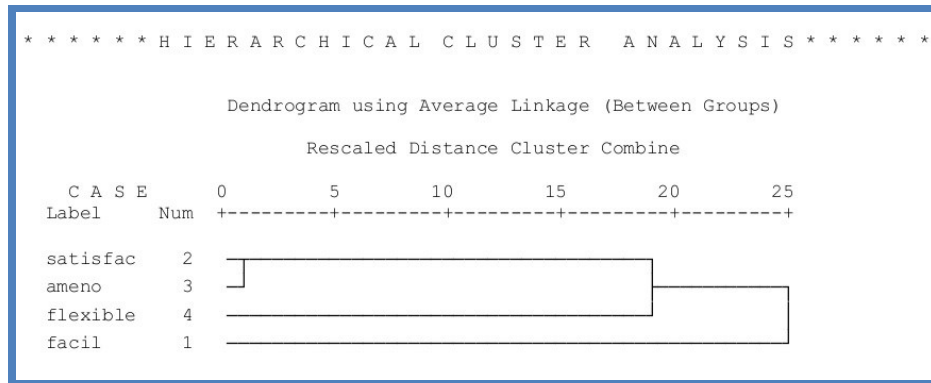 * * * * * * H I E R A R C H I C A L   C L U S T E R   A N A L Y S I S * * * * * *
Dendrogram using Average Linkage (Between Groups)
Rescaled Distance Cluster Combine
C A S E 0 5 10 15 20 25
Label Num +---------+---------+---------+---------+---------+
satisfac 2
ameno 3
flexible 4
facil 1